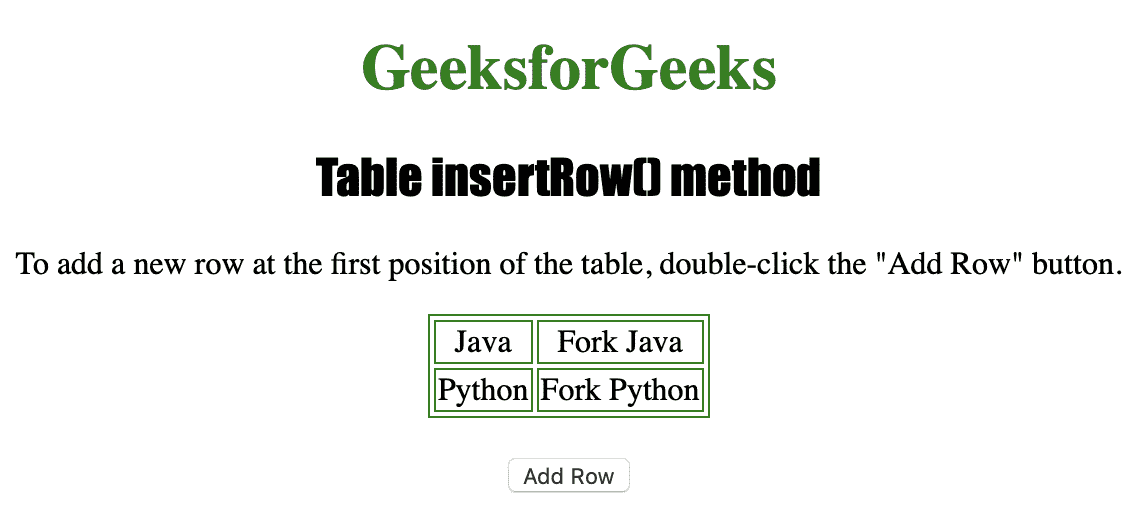 GeeksforGeeks
Table insertRow() method
To add a new row at the first position of the table, double-click the "Add Row" button.
Java Fork Java
Python Fork Python
Add Row